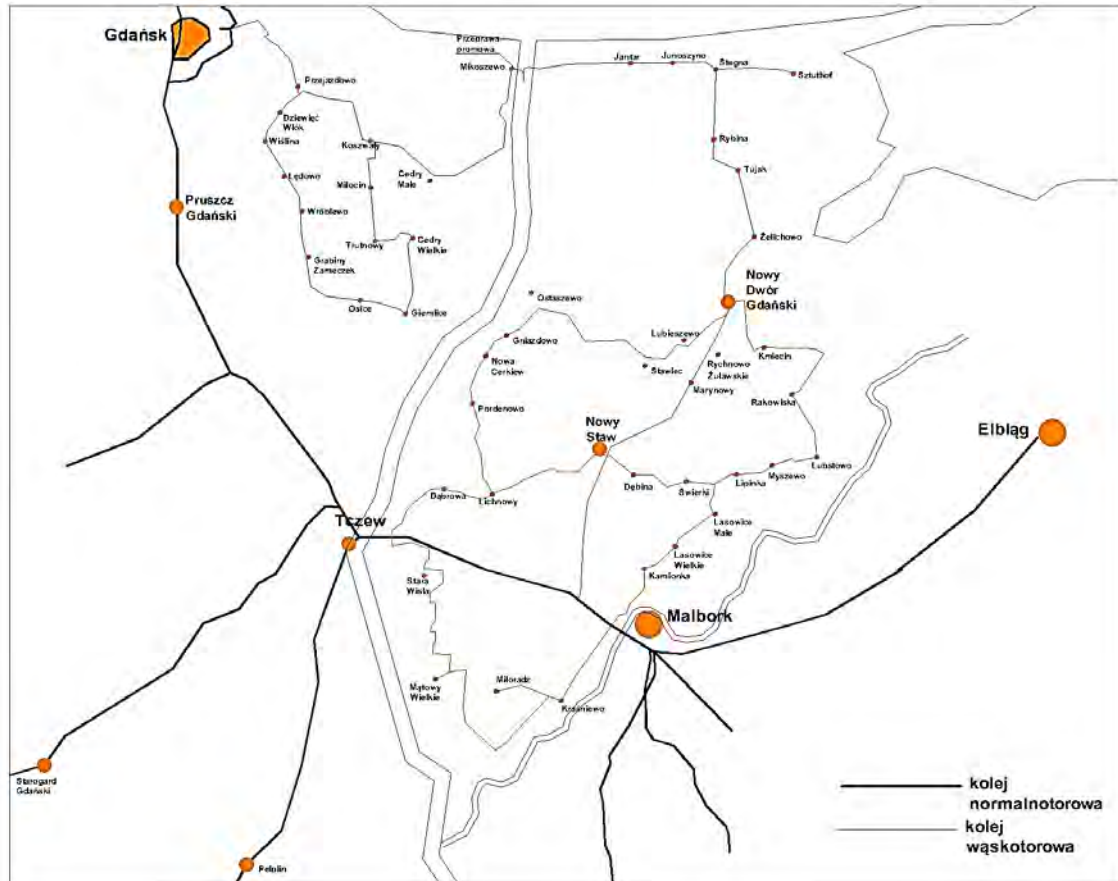 Gdańsk
Przeprawa
promowa
Mikoszewo
Jantar
Junoszyno
Stegna
Sztuthof
Przejazdowo
Dziewięć
Włók
Wiślina
Koszwały
Rybina
Tujsk
Lędowo
Miłocin
Cedry
Małe
Pruszcz
Gdański
Wróblewo
Trutnowy
Cedry
Wielkie
Żelichowo
Grabiny
Zameczek
Nowy
Dwór
Gdański
Osice
Giemlice
Ostaszewo
Gniazdowo
Lubieszewo
Nowa
Cerkiew
Stawiec
Rychnowo
Żuławskie
Kmiecin
Marynowy
Rakowiska
Pordenowo
Nowy
Staw
Elbląg
Dąbrowa
Lichnowy
Dębina
Świerki
Lipinka
Myszewo
Lubstowo
Tczew
Lasowice
Małe
Lasowice
Wielkie
Kamionka
Stara
Wisła
Malbork
Mątowy
Wielkie
Miłoradz
Kraśniewo
Starogard
Gdański
Pelplin
kolej
normalnotorowa
kolej
wąskotorowa